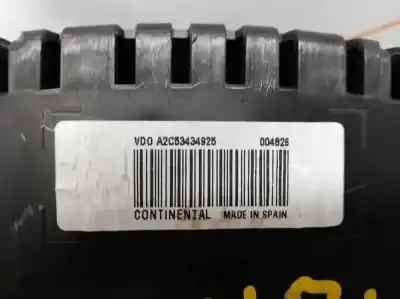 VDO A2C53434925 004826
CONTINENTAL MADE IN SPAIN